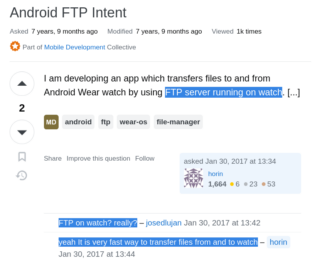 Android FTP Intent
Asked 7 years, 9 months ago Modified 7 years, 9 months ago Viewed 1k times
Part of Mobile Development Collective
I am developing an app which transfers files to and from
Android Wear watch by using FTP server running on watch. [...]
2
MD android ftp wear-os file-manager
Share Improve this question Follow
asked Jan 30, 2017 at 13:34
horin
1,664 6 23 53
FTP on watch? really? – josedlujan Jan 30, 2017 at 13:42
yeah It is very fast way to transfer files from and to watch – horin
Jan 30, 2017 at 13:44